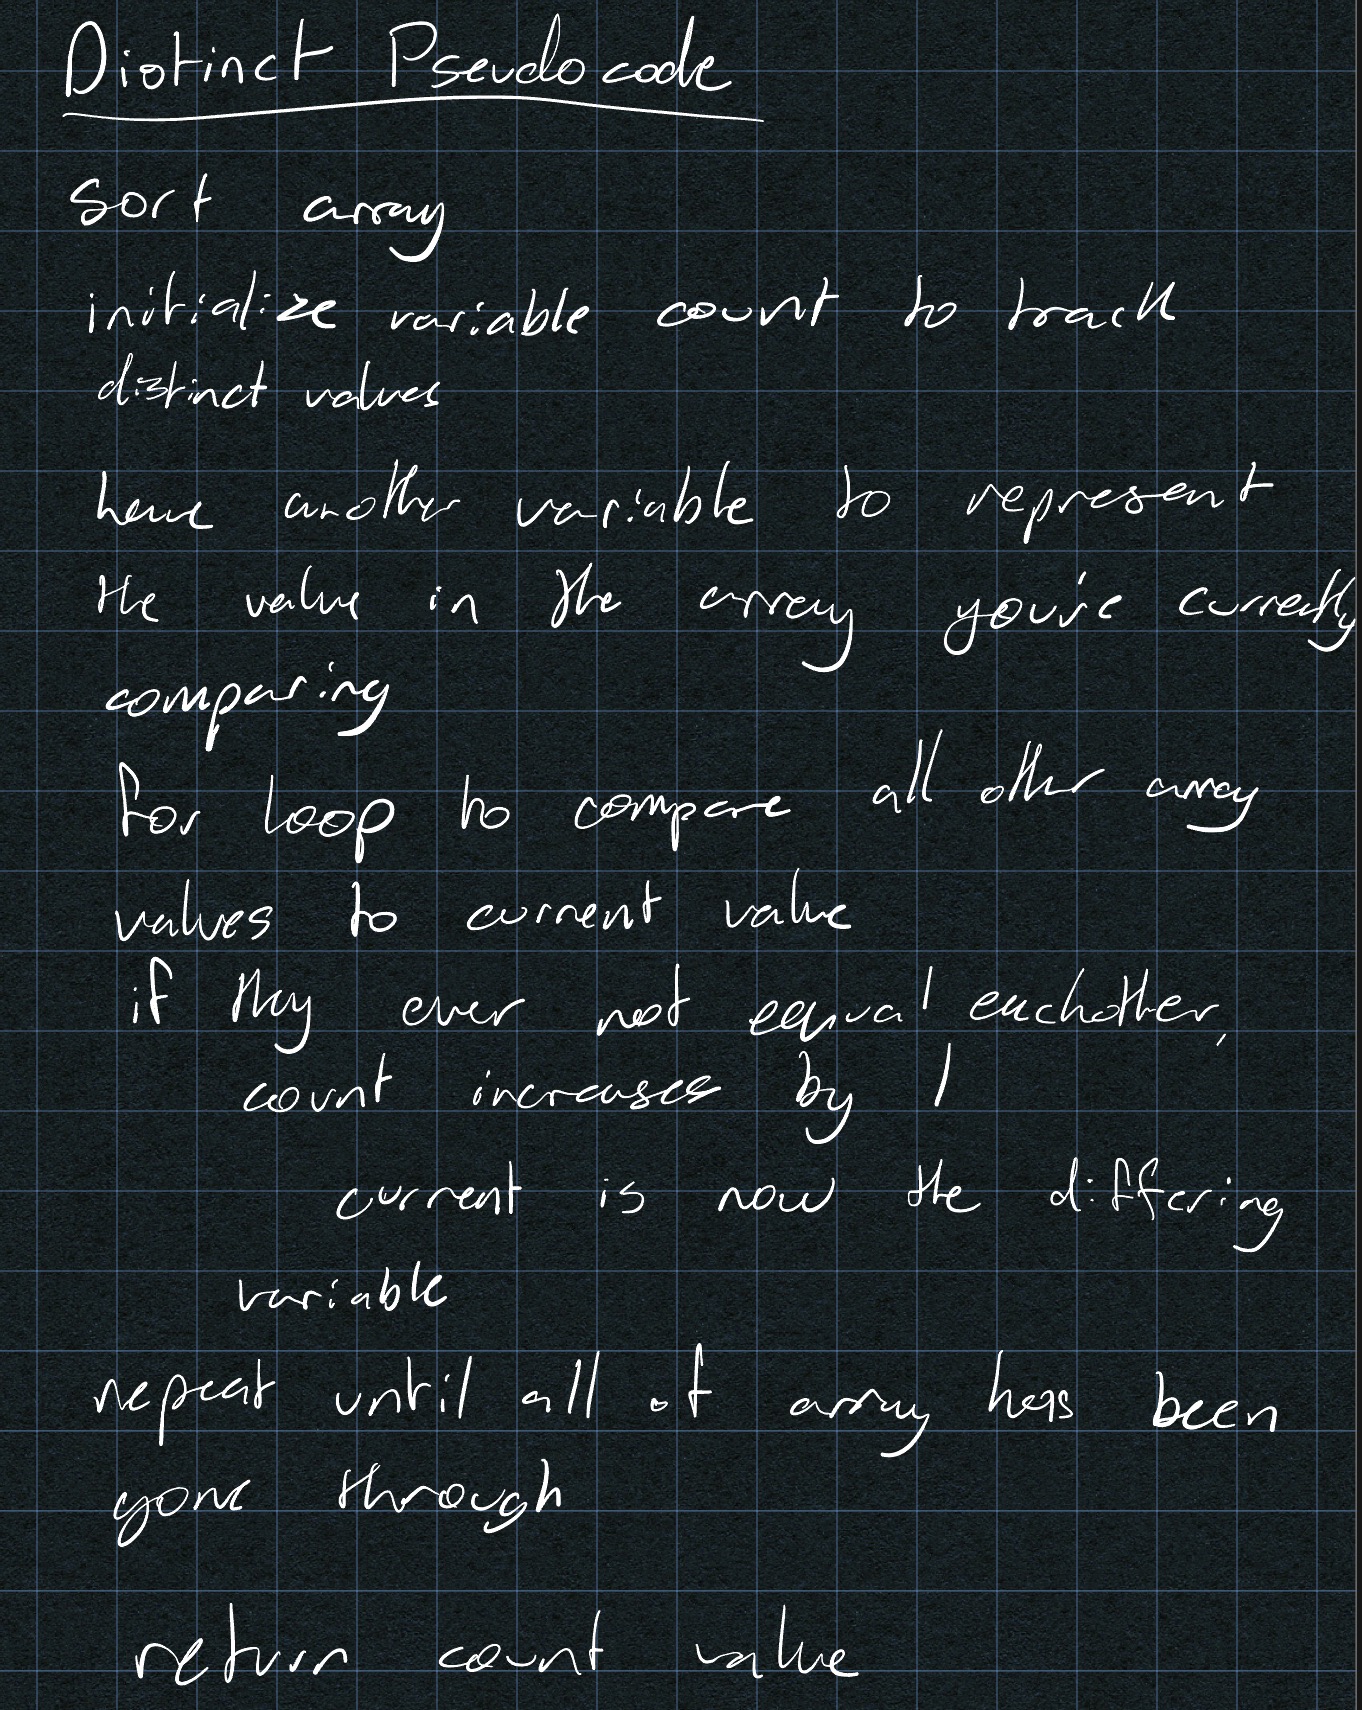 Distinct Pseudocode
sort array
initialize variable count to track
distinct values
have another variable to represent
the value in the array you're currently
comparing
for loop to compare all other array
values to current value
if they ever not equal eachother,
count increases by 1
current is now the differing
variable
repeat until all of array has been
gone through
return count value